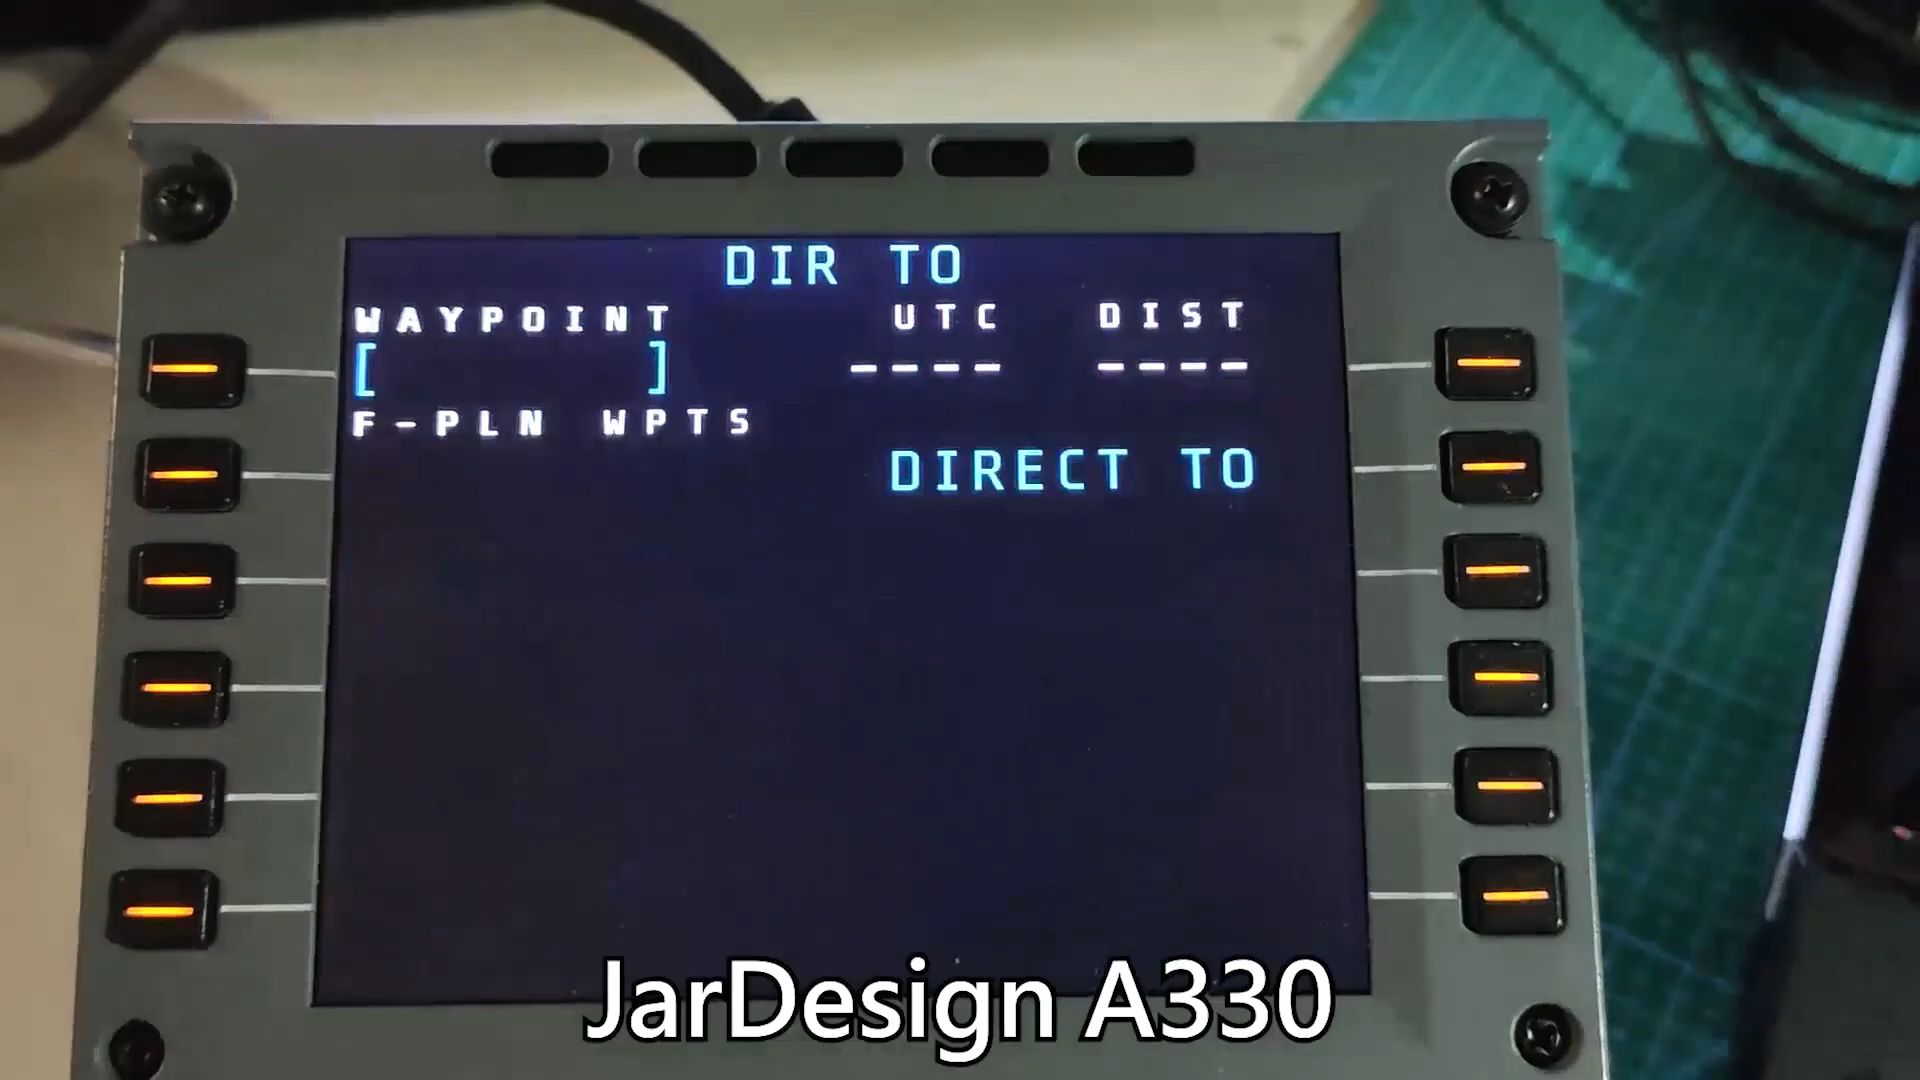 DIR TO
WAYPOINT UTC DIST
[ ] ---- ----
F-PLN WPTS
DIRECT TO
JarDesign A330